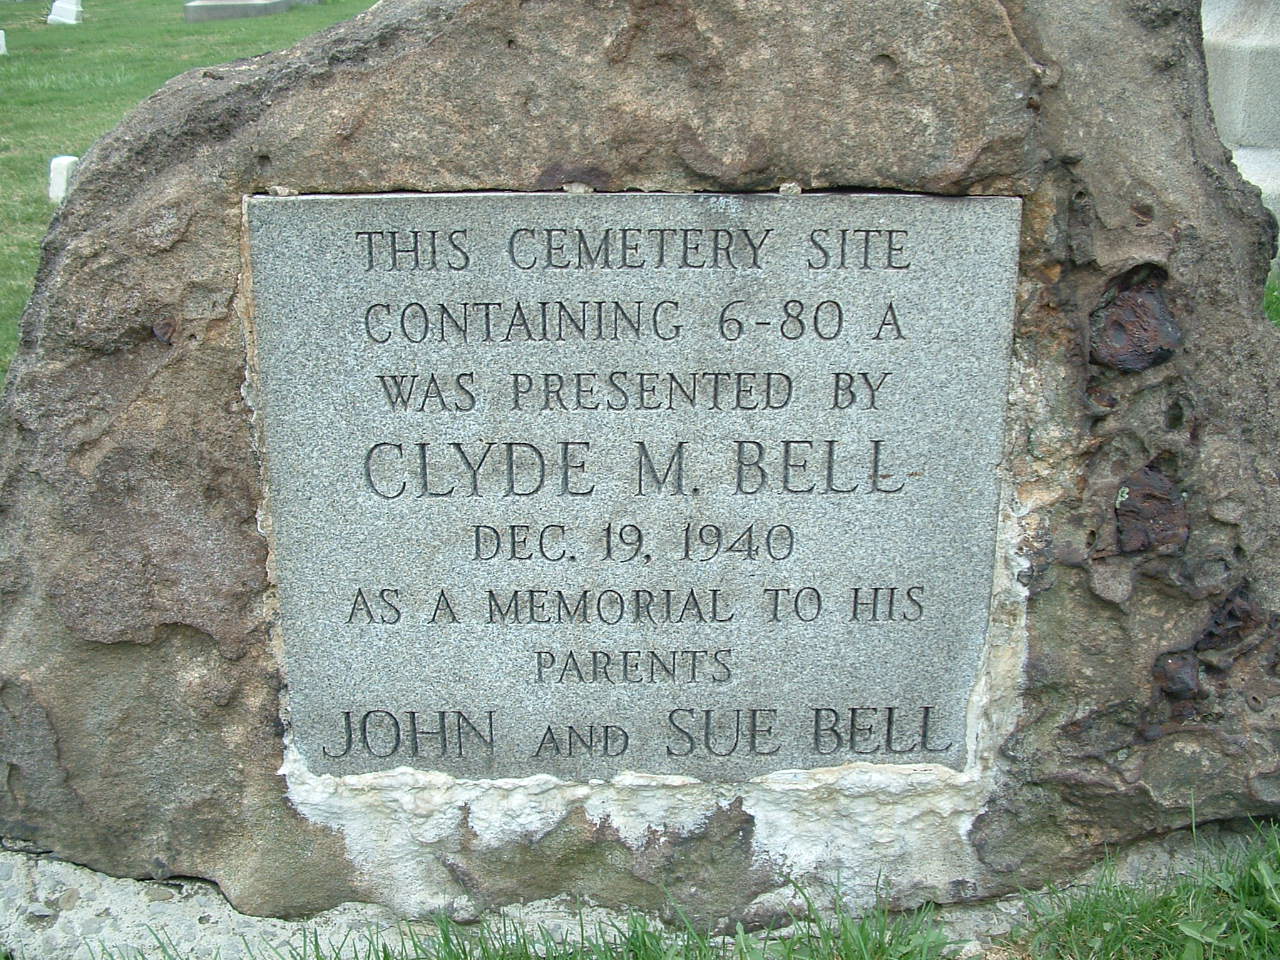 THIS CEMETERY SITE
CONTAINING 6-80 A
WAS PRESENTED BY
CLYDE M. BELL
DEC. 19, 1940
AS A MEMORIAL TO HIS
PARENTS
JOHN AND SUE BELL